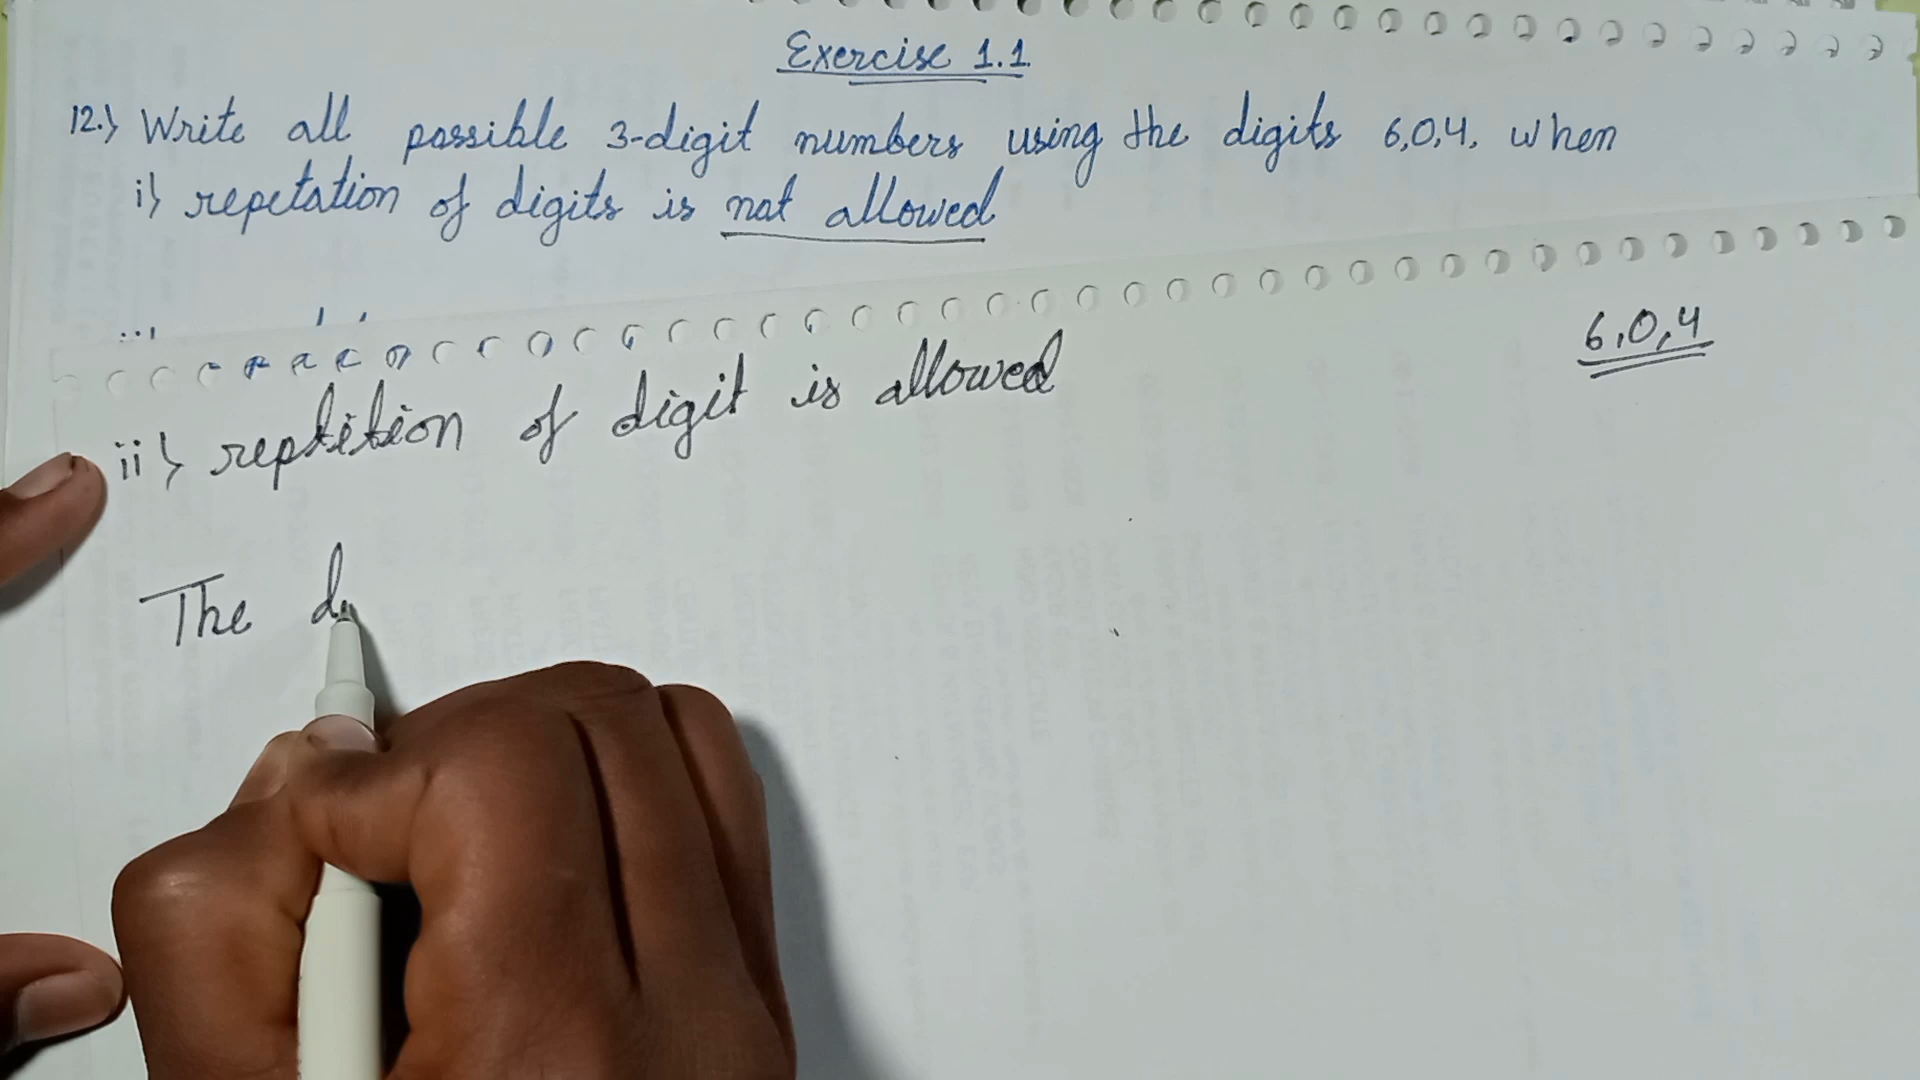 Exercise 1.1
12.) Write all possible 3-digit numbers using the digits 6,0,4, when
i) repetation of digits is not allowed
6,0,4
ii) reptition of digit is allowed
The